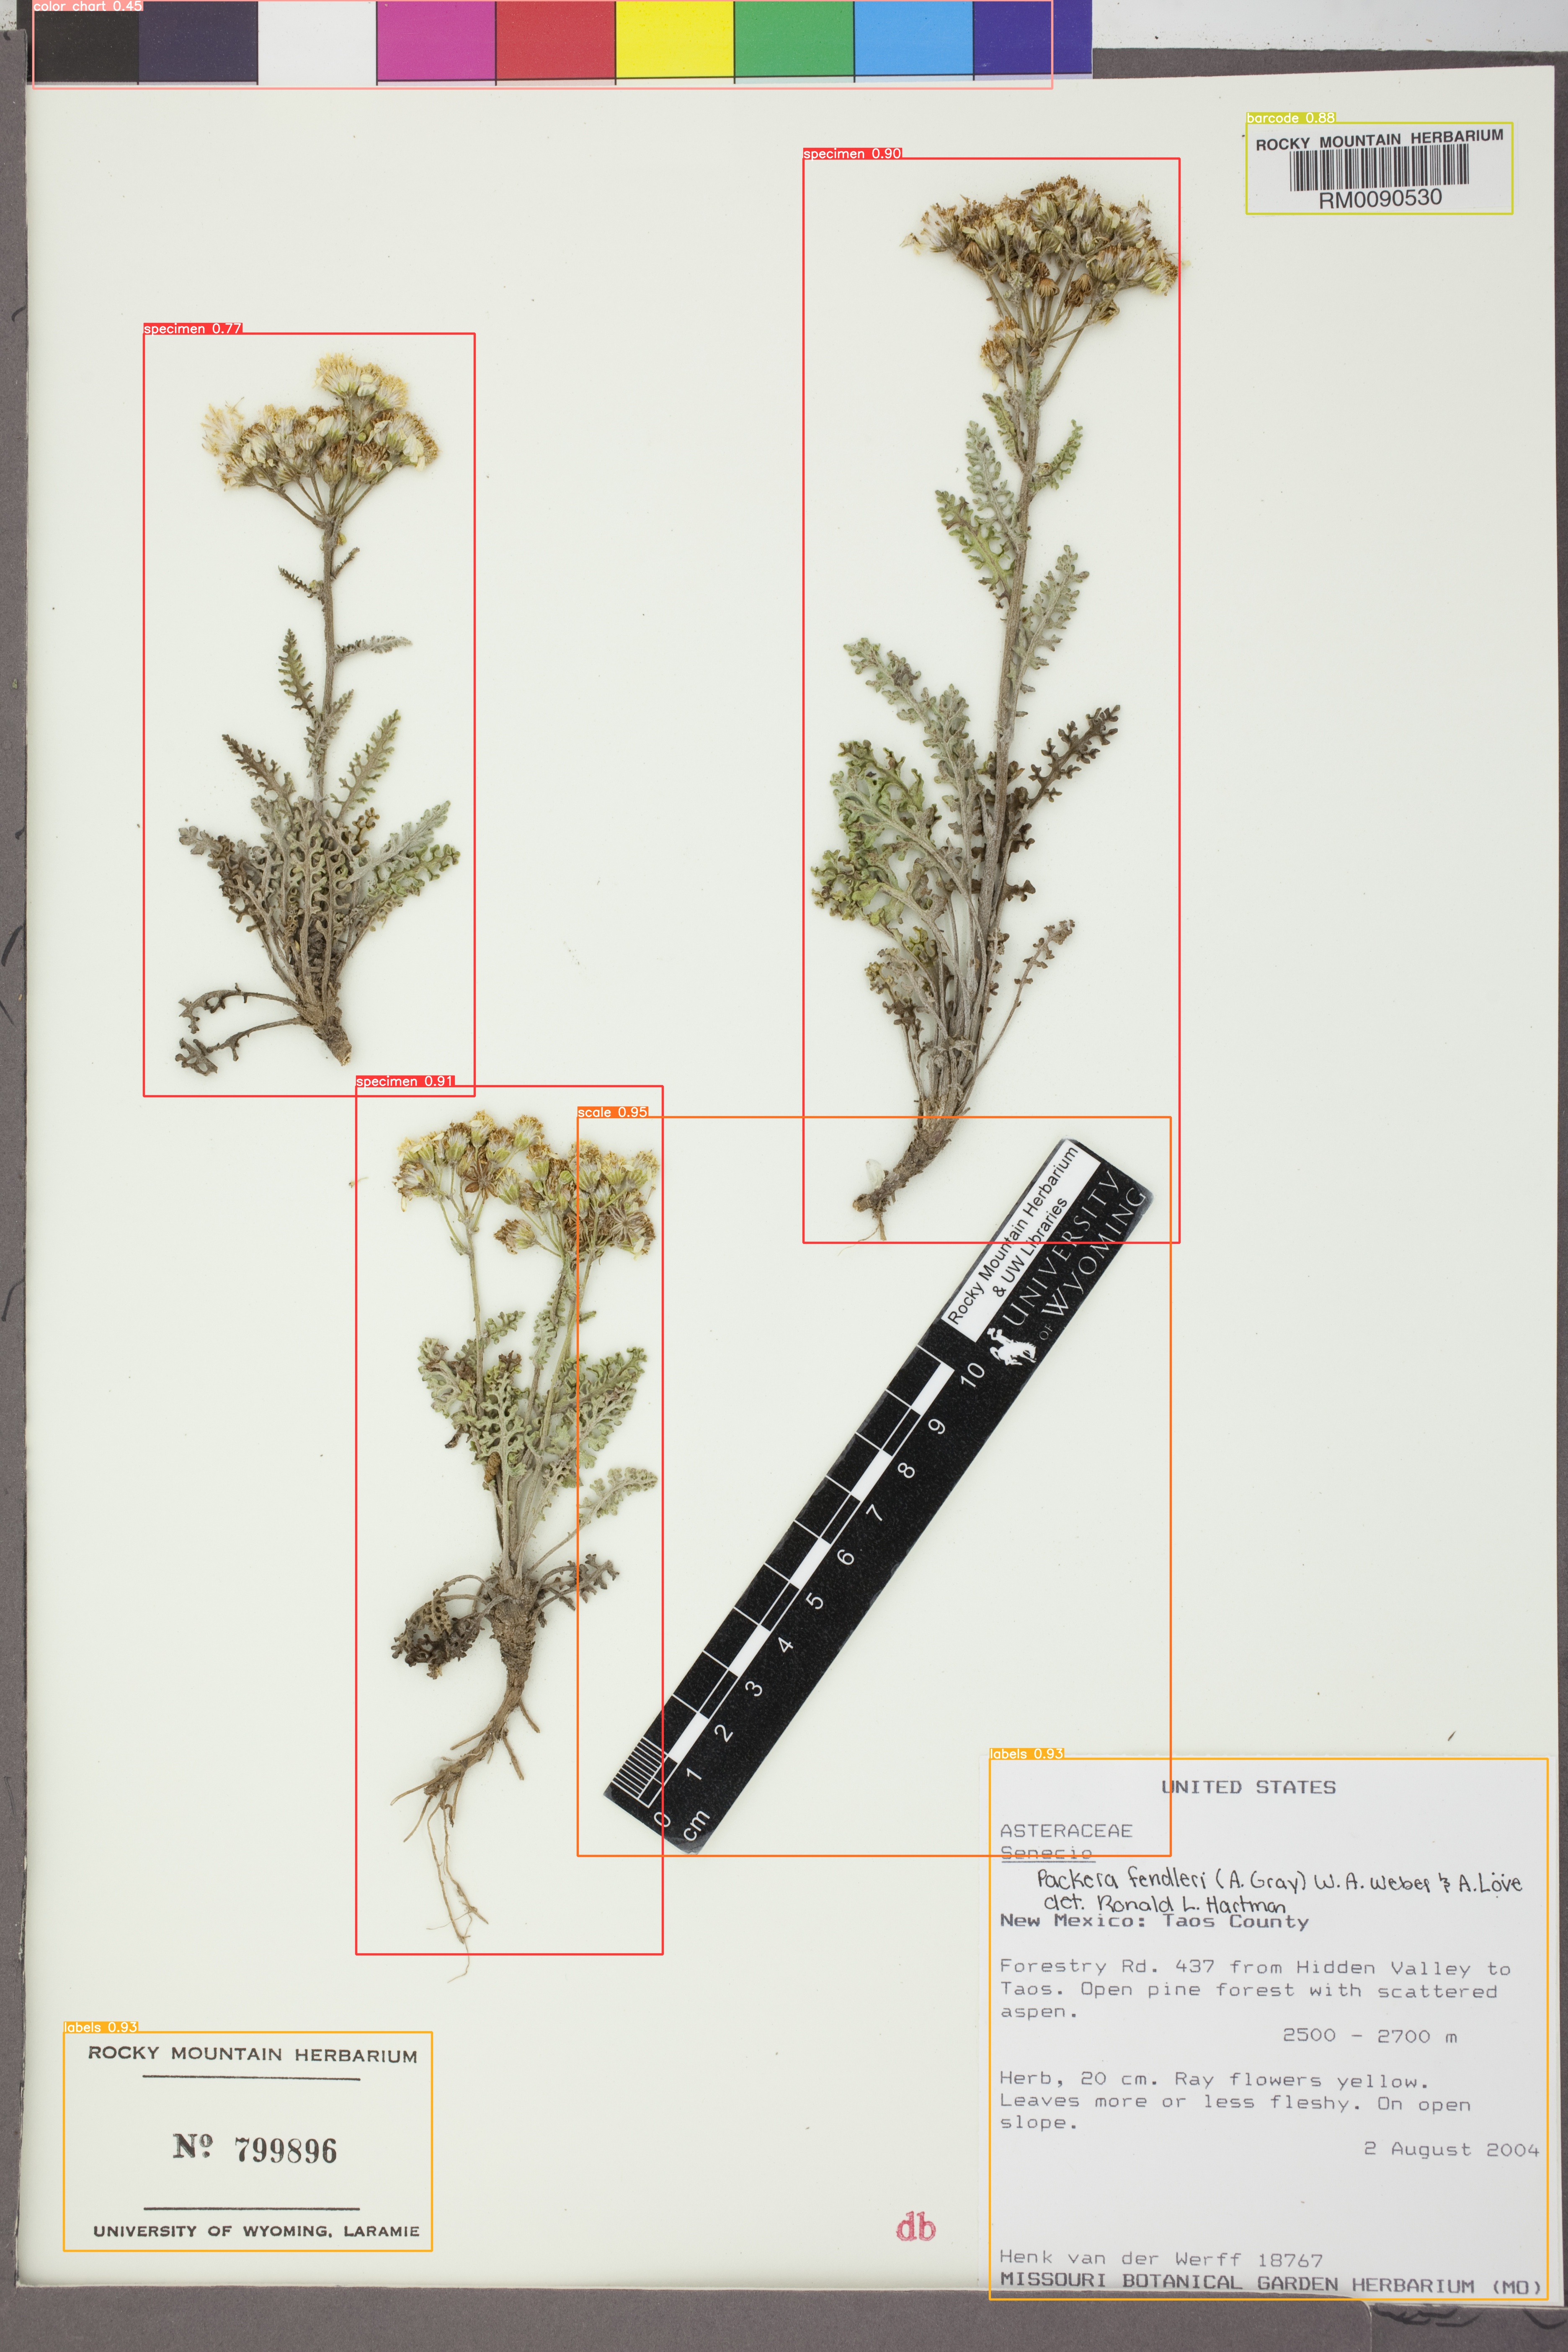 color chart 0.45
barcode 0.88
ROCKY MOUNTAIN HERBARIUM
RM0090530
specimen 0.90
specimen 0.77
specimen 0.91
scale 0.95
Rocky Mountain Herbarium
& UW Libraries
UNIVERSITY
OF WYOMING
10
9
8
7
6
5
4
3
2
1
0
cm
labels 0.93
UNITED STATES
ASTERACEAE
Senecio
Packera fendleri (A. Gray) W. A. Weber & A. Löve
det. Ronald L. Hartman
New Mexico: Taos County
Forestry Rd. 437 from Hidden Valley to
Taos. Open pine forest with scattered
aspen.
2500 - 2700 m
Herb, 20 cm. Ray flowers yellow.
Leaves more or less fleshy. On open
slope.
2 August 2004
Henk van der Werff 18767
MISSOURI BOTANICAL GARDEN HERBARIUM (MO)
labels 0.93
ROCKY MOUNTAIN HERBARIUM
Nº 799896
UNIVERSITY OF WYOMING, LARAMIE
db